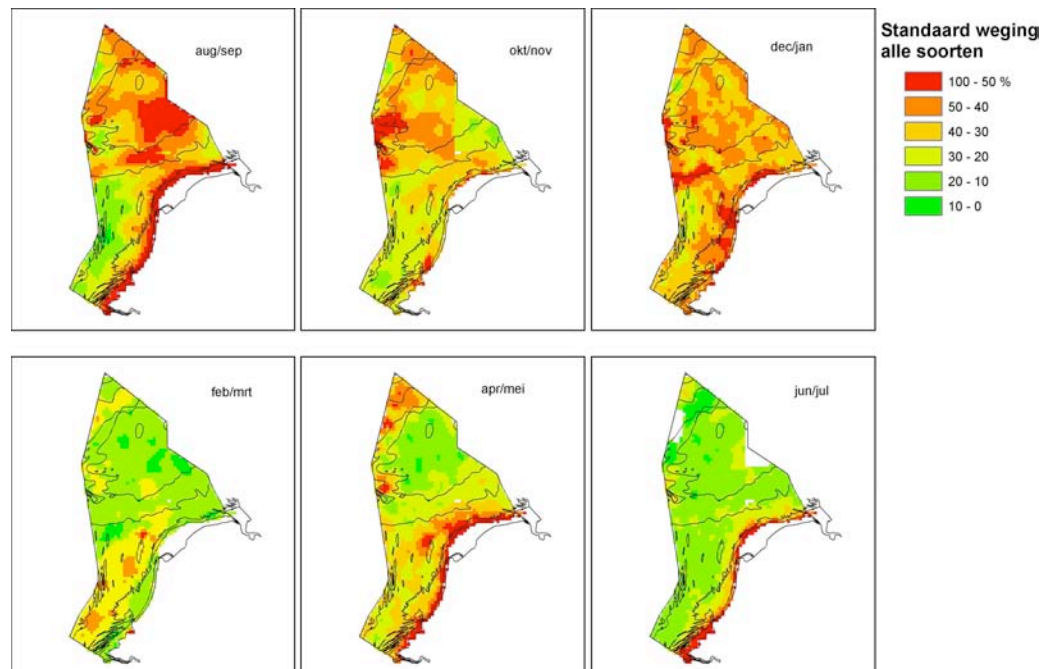 aug/sep
okt/nov
dec/jan
Standaard weging
alle soorten
100 - 50 %
50 - 40
40 - 30
30 - 20
20 - 10
10 - 0
feb/mrt
apr/mei
jun/jul